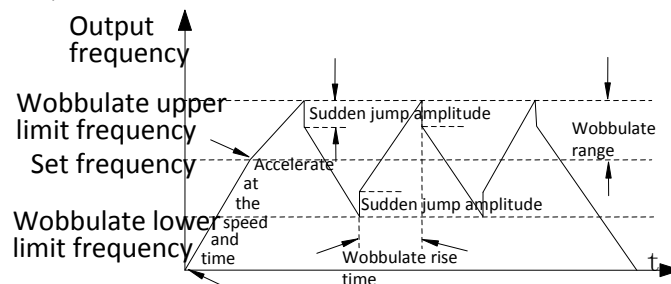 Output
frequency
Wobbulate upper
limit frequency
Sudden jump amplitude
Wobbulate
range
Set frequency
Accelerate
at
the
speed
and
time
Wobbulate lower
limit frequency
Sudden jump amplitude
Wobbulate rise
time
t